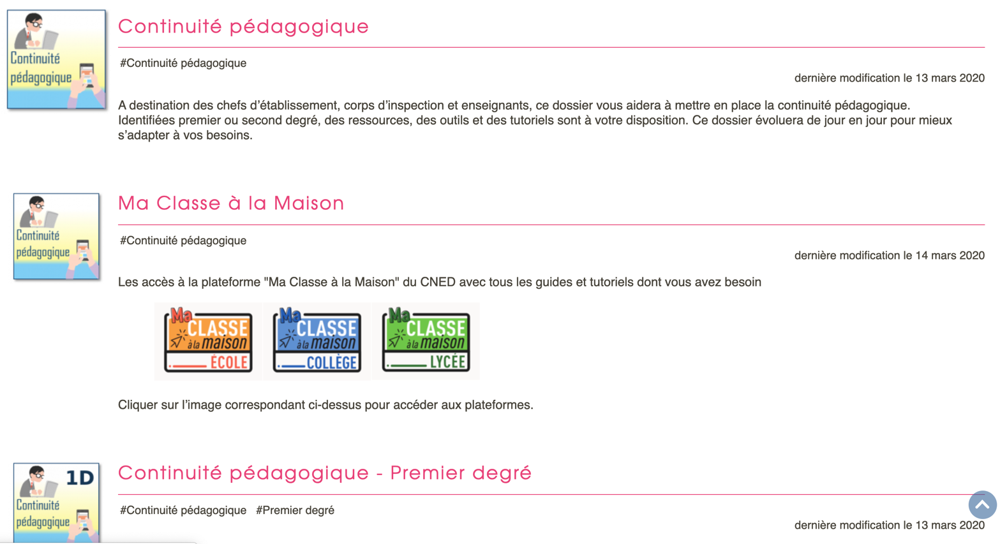 Continuité
pédagogique
Continuité pédagogique
#Continuité pédagogique
dernière modification le 13 mars 2020
A destination des chefs d’établissement, corps d’inspection et enseignants, ce dossier vous aidera à mettre en place la continuité pédagogique.
Identifiées premier ou second degré, des ressources, des outils et des tutoriels sont à votre disposition. Ce dossier évoluera de jour en jour pour mieux
s’adapter à vos besoins.
Continuité
pédagogique
Ma Classe à la Maison
#Continuité pédagogique
dernière modification le 14 mars 2020
Les accès à la plateforme "Ma Classe à la Maison" du CNED avec tous les guides et tutoriels dont vous avez besoin
Ma
CLASSE
à la maison
ÉCOLE
Ma
CLASSE
à la maison
COLLÈGE
Ma
CLASSE
à la maison
LYCÉE
Cliquer sur l’image correspondant ci-dessus pour accéder aux plateformes.
1D
Continuité
pédagogique
Continuité pédagogique - Premier degré
#Continuité pédagogique #Premier degré
dernière modification le 13 mars 2020